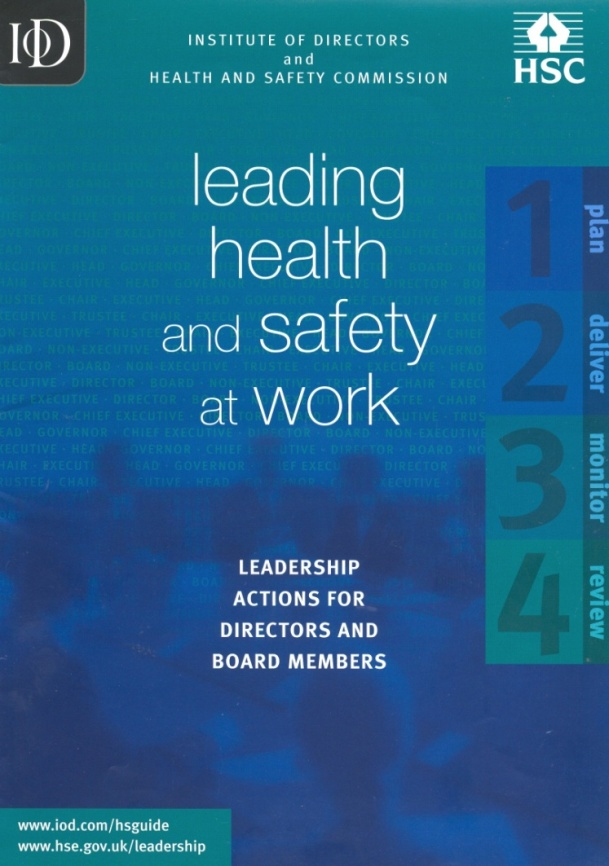 IOD
INSTITUTE OF DIRECTORS
and
HEALTH AND SAFETY COMMISSION
HSC
leading
health
and safety
at work
1 plan
2 deliver
3 monitor
4 review
LEADERSHIP
ACTIONS FOR
DIRECTORS AND
BOARD MEMBERS
www.iod.com/hsguide
www.hse.gov.uk/leadership